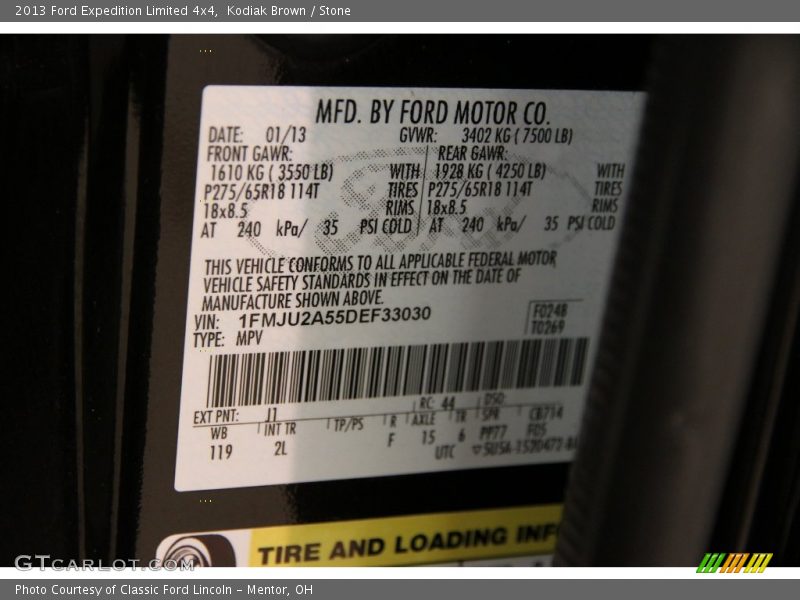 2013 Ford Expedition Limited 4x4,  Kodiak Brown / Stone
MFD. BY FORD MOTOR CO.
DATE: 01/13 GVWR: 3402 KG ( 7500 LB)
FRONT GAWR: REAR GAWR:
1610 KG ( 3550 LB) WITH 1928 KG ( 4250 LB) WITH
P275/65R18 114T TIRES P275/65R18 114T TIRES
18x8.5 RIMS 18x8.5 RIMS
AT 240 kPa/ 35 PSI COLD AT 240 kPa/ 35 PSI COLD
THIS VEHICLE CONFORMS TO ALL APPLICABLE FEDERAL MOTOR
VEHICLE SAFETY STANDARDS IN EFFECT ON THE DATE OF
MANUFACTURE SHOWN ABOVE.
VIN: 1FMJU2A55DEF33030 F0248
TYPE: MPV T0269
EXT PNT: J1 RC: 44 DSO:
WB INT TR TP/PS R AXLE TR SPR CB714
119 2L F 15 6 PP77 FDS
UTC
TIRE AND LOADING INF
GTCARLOT.COM
Photo Courtesy of Classic Ford Lincoln - Mentor, OH